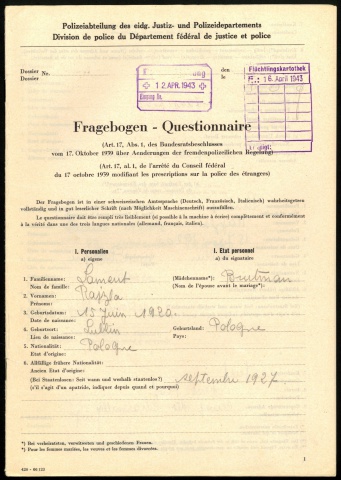 Polizeiabteilung des eidg. Justiz- und Polizeidepartements
Division de police du Département fédéral de justice et police
Dossier No.
Dossier
den
le
12 APR. 1943
Flüchtlingskartothek
16. April 1943
Fragebogen - Questionnaire
(Art. 17, Abs. 1, des Bundesratsbeschlusses
vom 17. Oktober 1939 über Aenderungen der fremdenpolizeilichen Regelung)
(Art. 17, al. 1, de l'arrêté du Conseil fédéral
du 17 octobre 1939 modifiant les prescriptions sur la police des étrangers)
Der Fragebogen ist in einer schweizerischen Amtssprache (Deutsch, Französisch, Italienisch) wahrheitsgetreu
vollständig und in gut leserlicher Schrift (nach Möglichkeit Maschinenschrift) auszufüllen.
Le questionnaire doit être rempli très lisiblement (si possible à la machine à écrire) complètement et conformément
à la vérité dans une des trois langues nationales (allemand, français, italien).
I. Personalien
a) eigene
I. Etat personnel
a) du signataire
1. Familienname:
Nom de famille:
Mädchenname*): Brutman
(Nom de l'épouse avant le mariage*):
2. Vornamen:
Prénoms:
3. Geburtsdatum: 15 Juin 1920
Date de naissance:
4. Geburtsort: Lublin Geburtsland: Pologne
Lieu de naissance: Pays:
5. Nationalität: Pologne
Etat d'origine:
6. Allfällige frühere Nationalität:
Ancien Etat d'origine:
(Bei Staatenlosen: Seit wann und weshalb staatenlos?) septembre 1927
(s'il s'agit d'un apatride, indiquer depuis quand et pourquoi)
*) Bei verheirateten, verwitweten und geschiedenen Frauen.
*) Pour les femmes mariées, les veuves et les femmes divorcées.
1